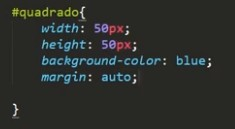 #quadrado{
    width: 50px;
    height: 50px;
    background-color: blue;
    margin: auto;
}